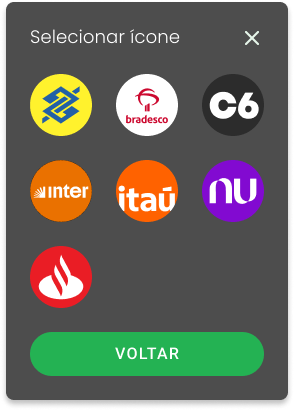 Selecionar ícone
bradesco
C6
inter
itaú
nu
VOLTAR